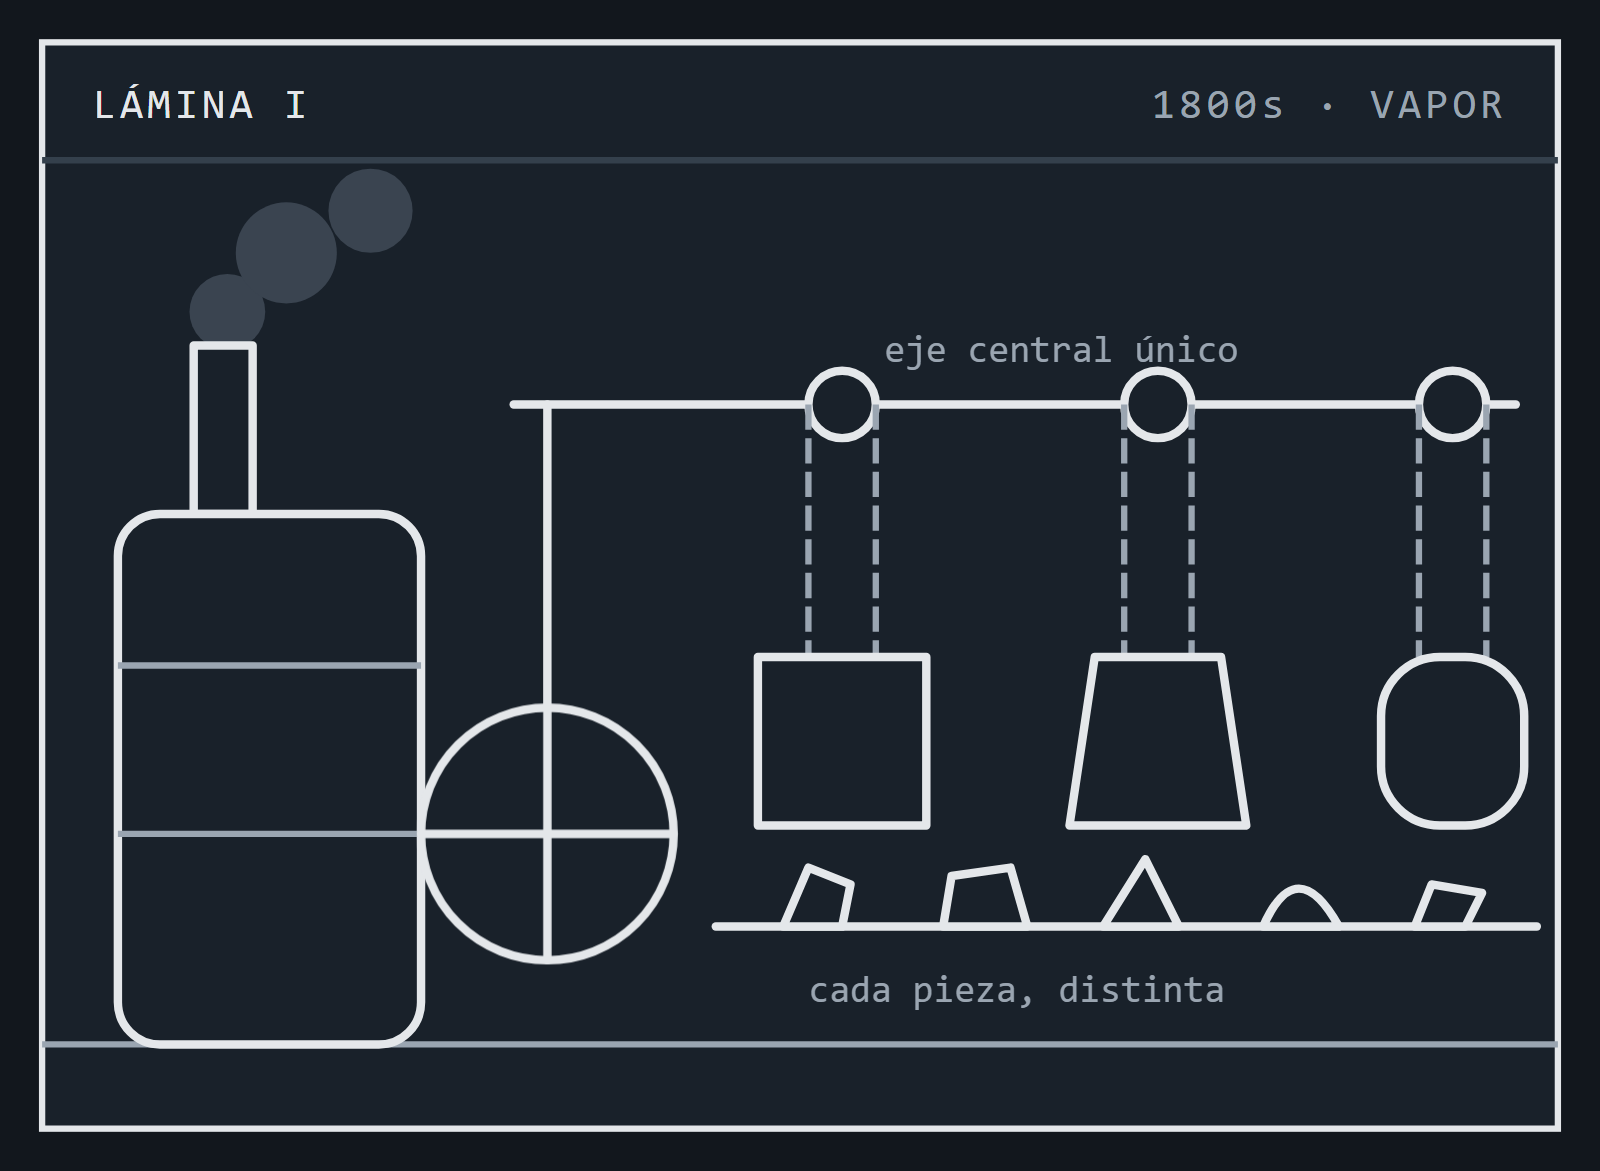 LÁMINA I
1800s · VAPOR
eje central único
cada pieza, distinta